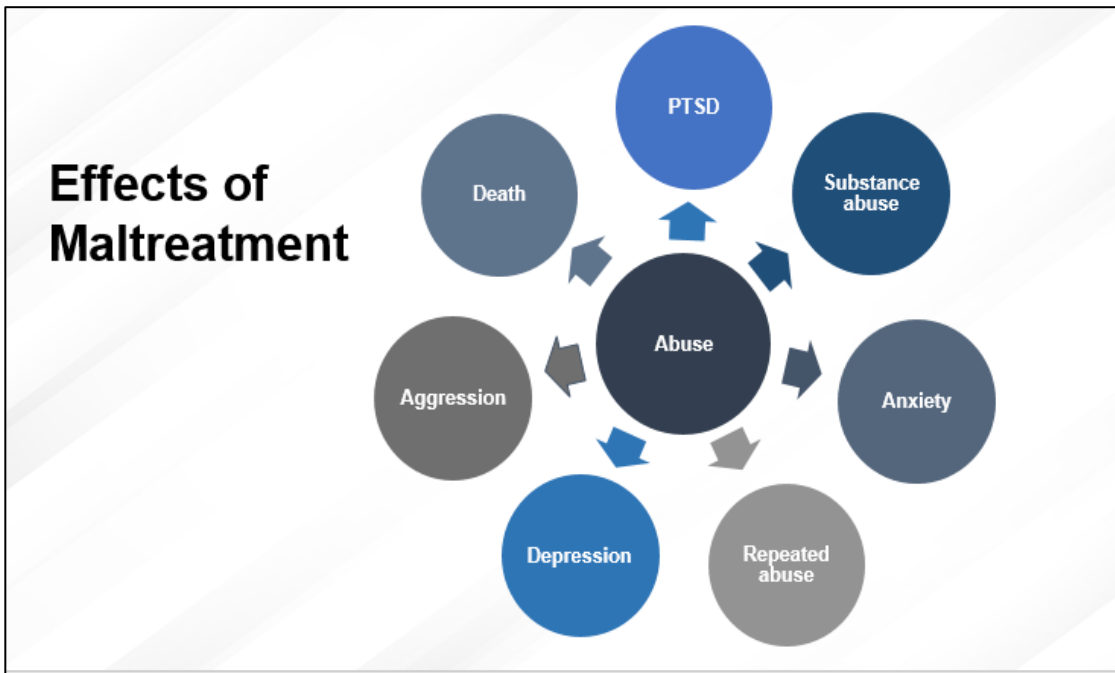 Effects of
Maltreatment
PTSD
Substance
abuse
Anxiety
Repeated
abuse
Depression
Aggression
Death
Abuse